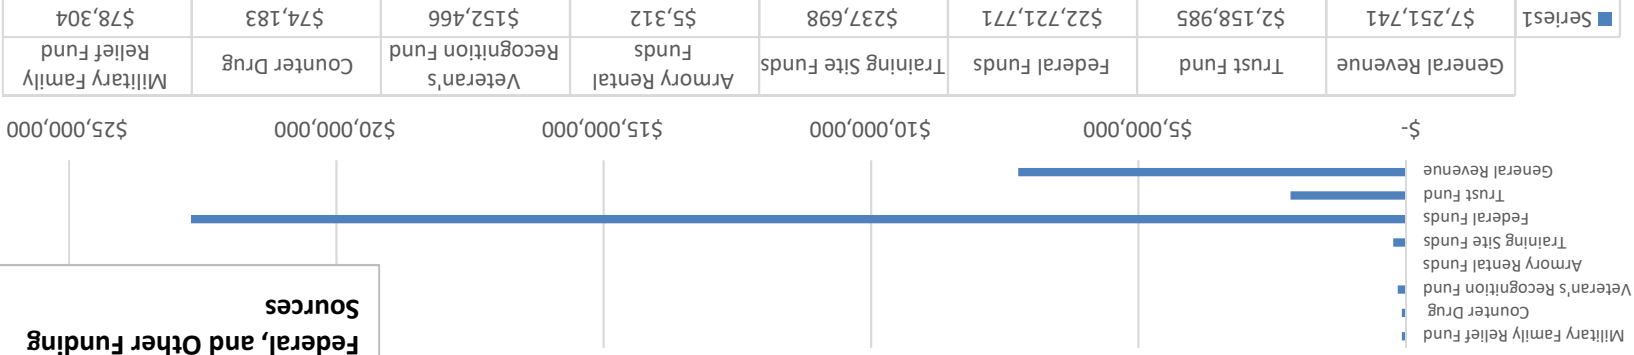 Federal, and Other Funding
Sources
Military Family Relief Fund
Counter Drug
Veteran's Recognition Fund
Armory Rental Funds
Training Site Funds
Federal Funds
Trust Fund
General Revenue
$-
$5,000,000
$10,000,000
$15,000,000
$20,000,000
$25,000,000
General Revenue
Trust Fund
Federal Funds
Training Site Funds
Armory Rental
Funds
Veteran's
Recognition Fund
Counter Drug
Military Family
Relief Fund
Series1
$7,251,741
$2,158,985
$22,721,771
$237,698
$5,312
$152,466
$74,183
$78,304